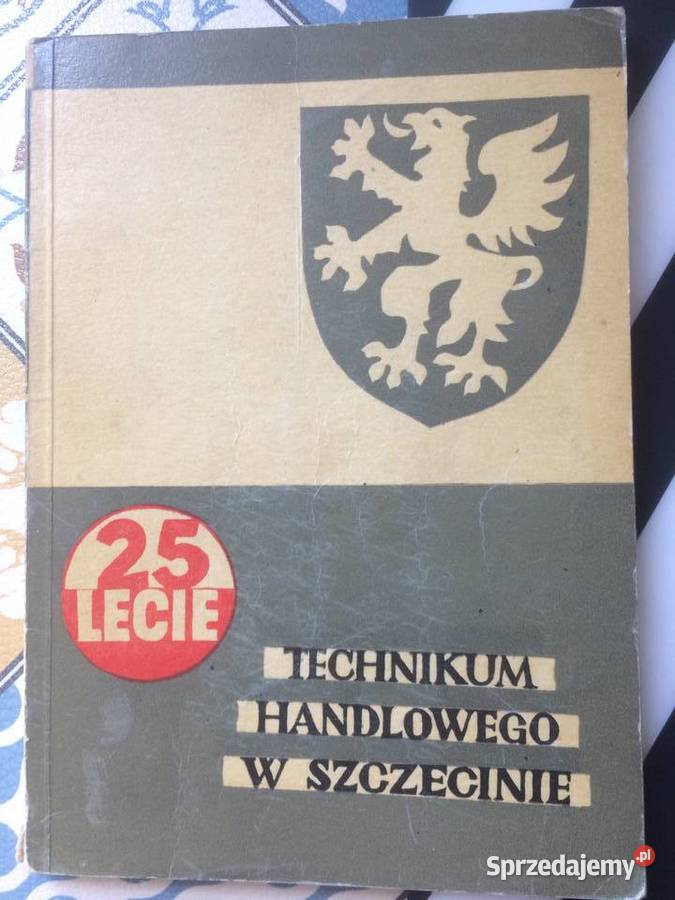 25
LECIE
TECHNIKUM
HANDLOWEGO
W SZCZECINIE
Sprzedajemy.pl